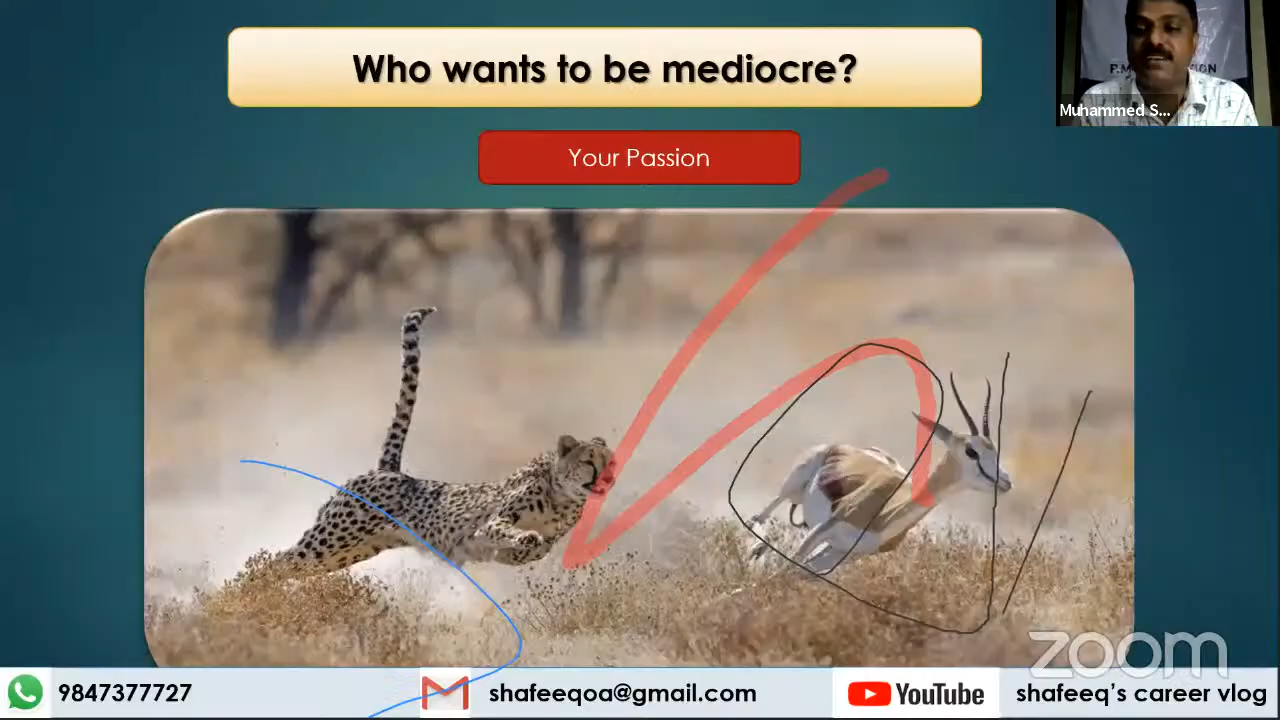 Who wants to be mediocre?
Your Passion
Muhammed S...
zoom
9847377727
shafeeqoa@gmail.com
YouTube
shafeeq's career vlog